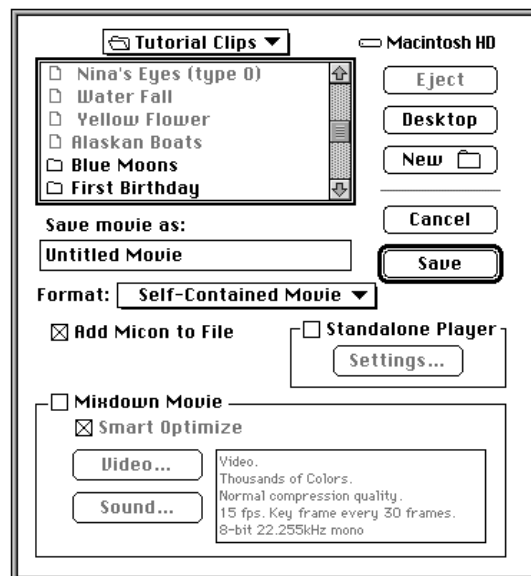 Tutorial Clips
Macintosh HD
Nina's Eyes (type 0)
Water Fall
Yellow Flower
Alaskan Boats
Blue Moons
First Birthday
Eject
Desktop
New
Save movie as:
Untitled Movie
Cancel
Save
Format: Self-Contained Movie
Add Micon to File
Standalone Player
Settings...
Mixdown Movie
Smart Optimize
Video...
Sound...
Video.
Thousands of Colors.
Normal compression quality.
15 fps. Key frame every 30 frames.
8-bit 22.255kHz mono